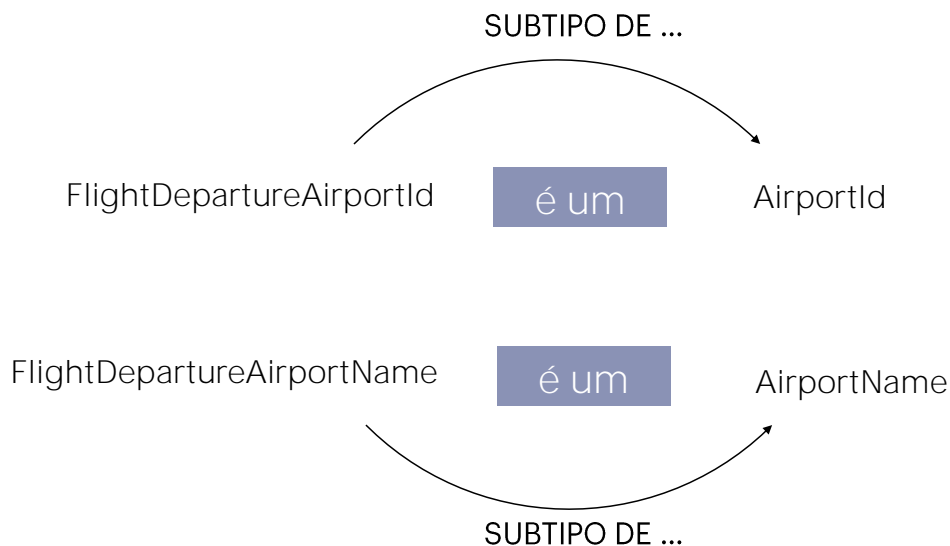 SUBTIPO DE ...
FlightDepartureAirportId é um AirportId
FlightDepartureAirportName é um AirportName
SUBTIPO DE ...